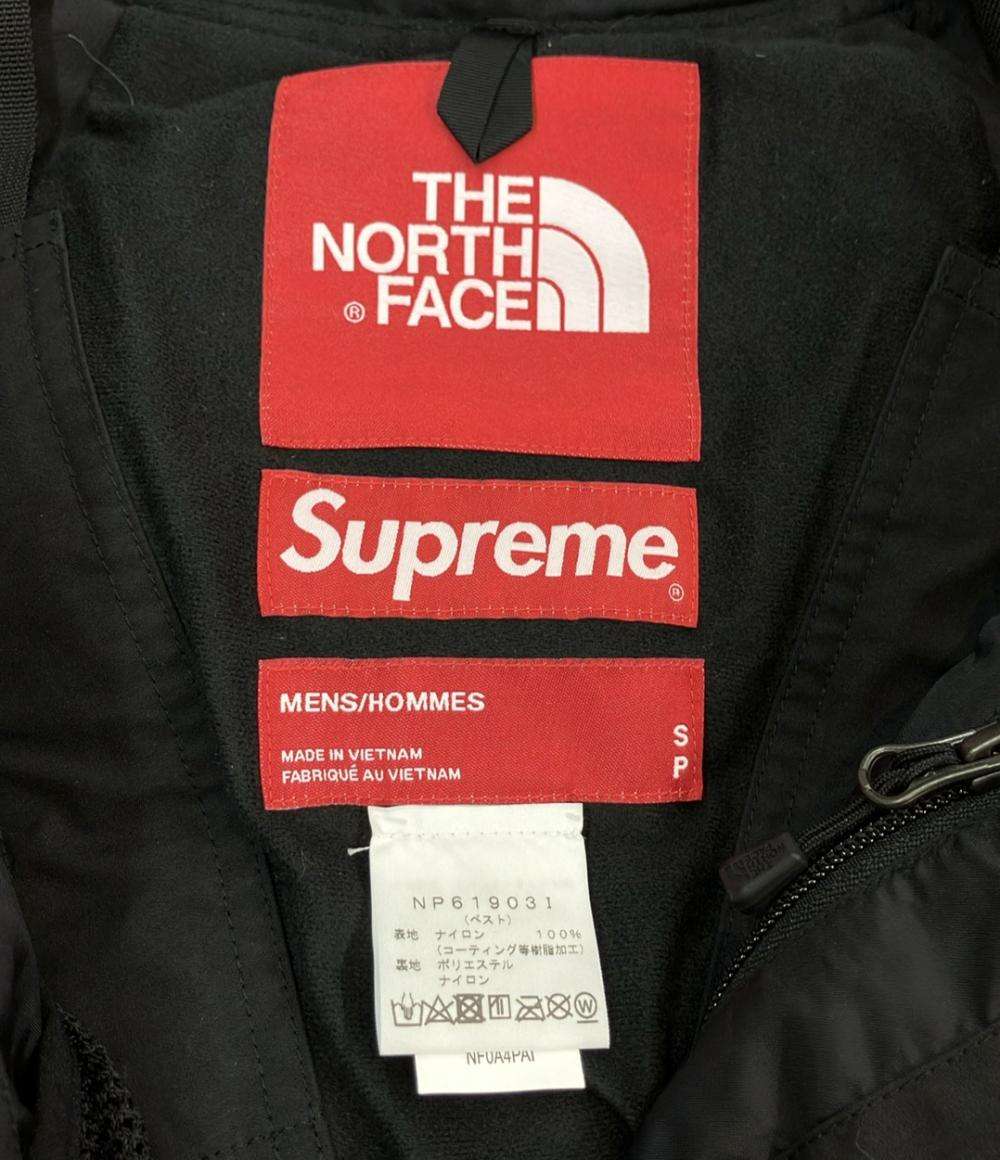 THE
NORTH
® FACE
Supreme
®
MENS/HOMMES
MADE IN VIETNAM
FABRIQUÉ AU VIETNAM
S
P
NP61903I
(ベスト)
表地 ナイロン 100%
(コーティング等樹脂加工)
裏地 ポリエステル
ナイロン
W
NF0A4PAI